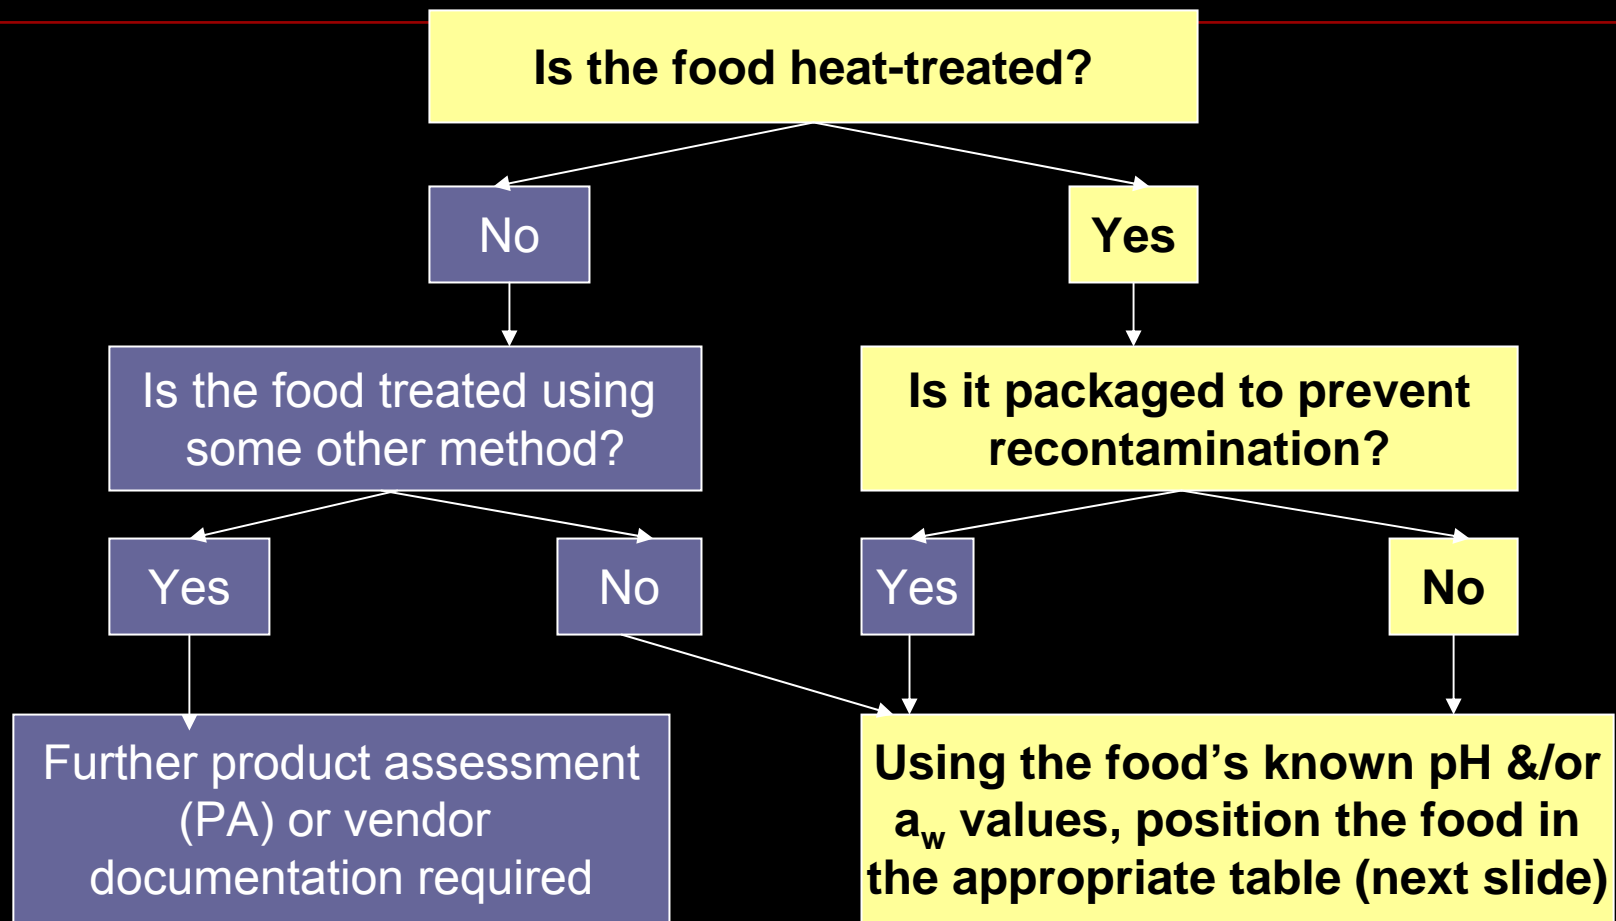 Is the food heat-treated?
No
Yes
Is the food treated using
some other method?
Is it packaged to prevent
recontamination?
Yes
No
Yes
No
Further product assessment
(PA) or vendor
documentation required
Using the food’s known pH &/or
aw values, position the food in
the appropriate table (next slide)